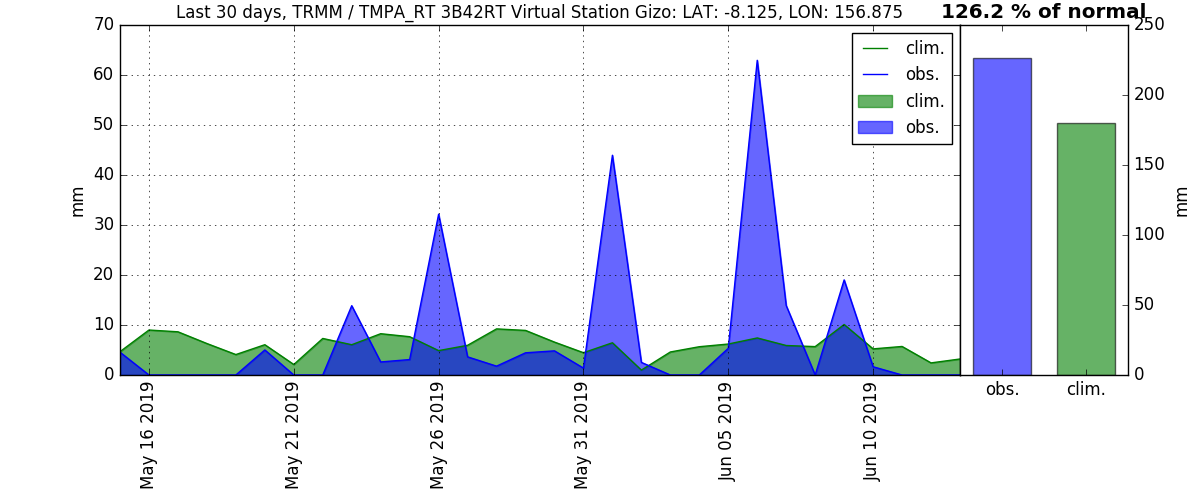 Last 30 days, TRMM / TMPA_RT 3B42RT Virtual Station Gizo: LAT: -8.125, LON: 156.875
126.2 % of normal
70
60
50
40
30
20
10
0
mm
clim.
obs.
clim.
obs.
May 16 2019
May 21 2019
May 26 2019
May 31 2019
Jun 05 2019
Jun 10 2019
250
200
150
100
50
0
mm
obs.
clim.